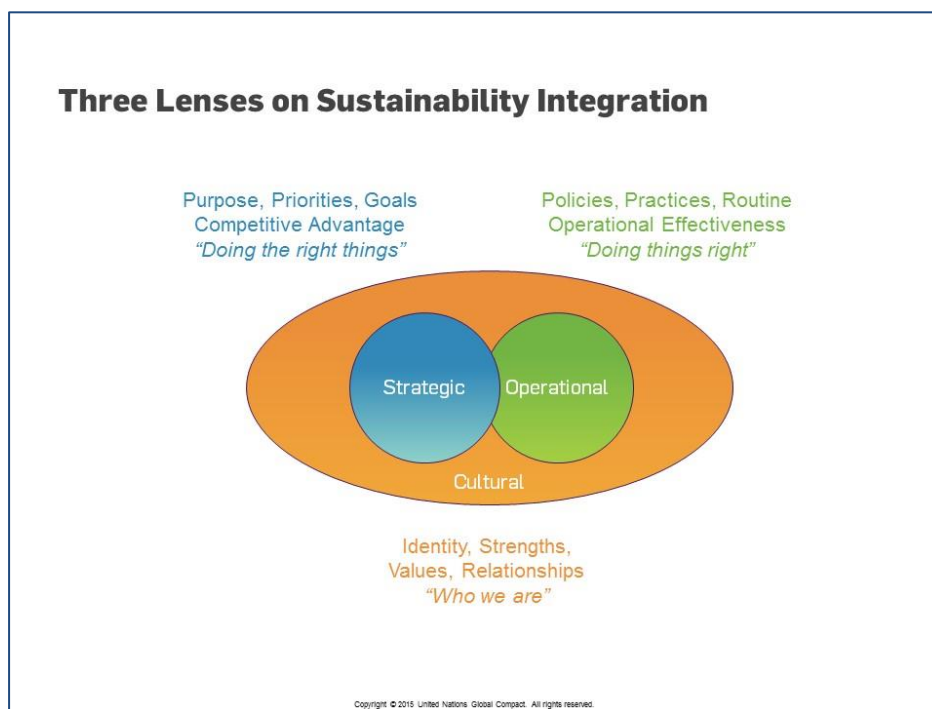 Three Lenses on Sustainability Integration
Purpose, Priorities, Goals
Competitive Advantage
“Doing the right things”
Policies, Practices, Routine
Operational Effectiveness
“Doing things right”
Strategic
Operational
Cultural
Identity, Strengths,
Values, Relationships
“Who we are”
Copyright © 2015 United Nations Global Compact. All rights reserved.